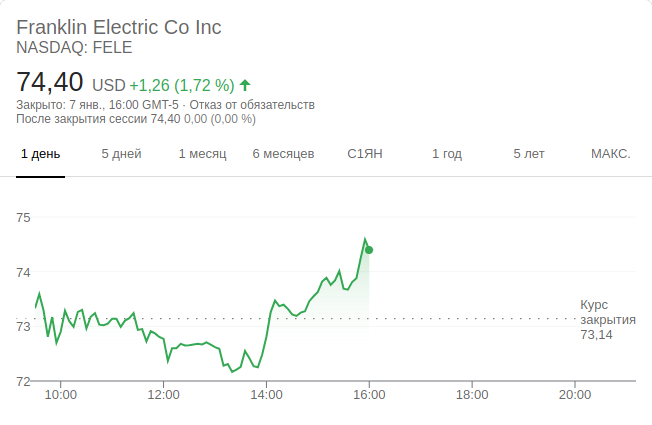 Franklin Electric Co Inc
NASDAQ: FELE
74,40 USD +1,26 (1,72 %)
Закрыто: 7 янв., 16:00 GMT-5 · Отказ от обязательств
После закрытия сессии 74,40 0,00 (0,00 %)
1 день 5 дней 1 месяц 6 месяцев С1ЯН 1 год 5 лет МАКС.
75
74
Курс
закрытия
73,14
73
72
10:00 12:00 14:00 16:00 18:00 20:00